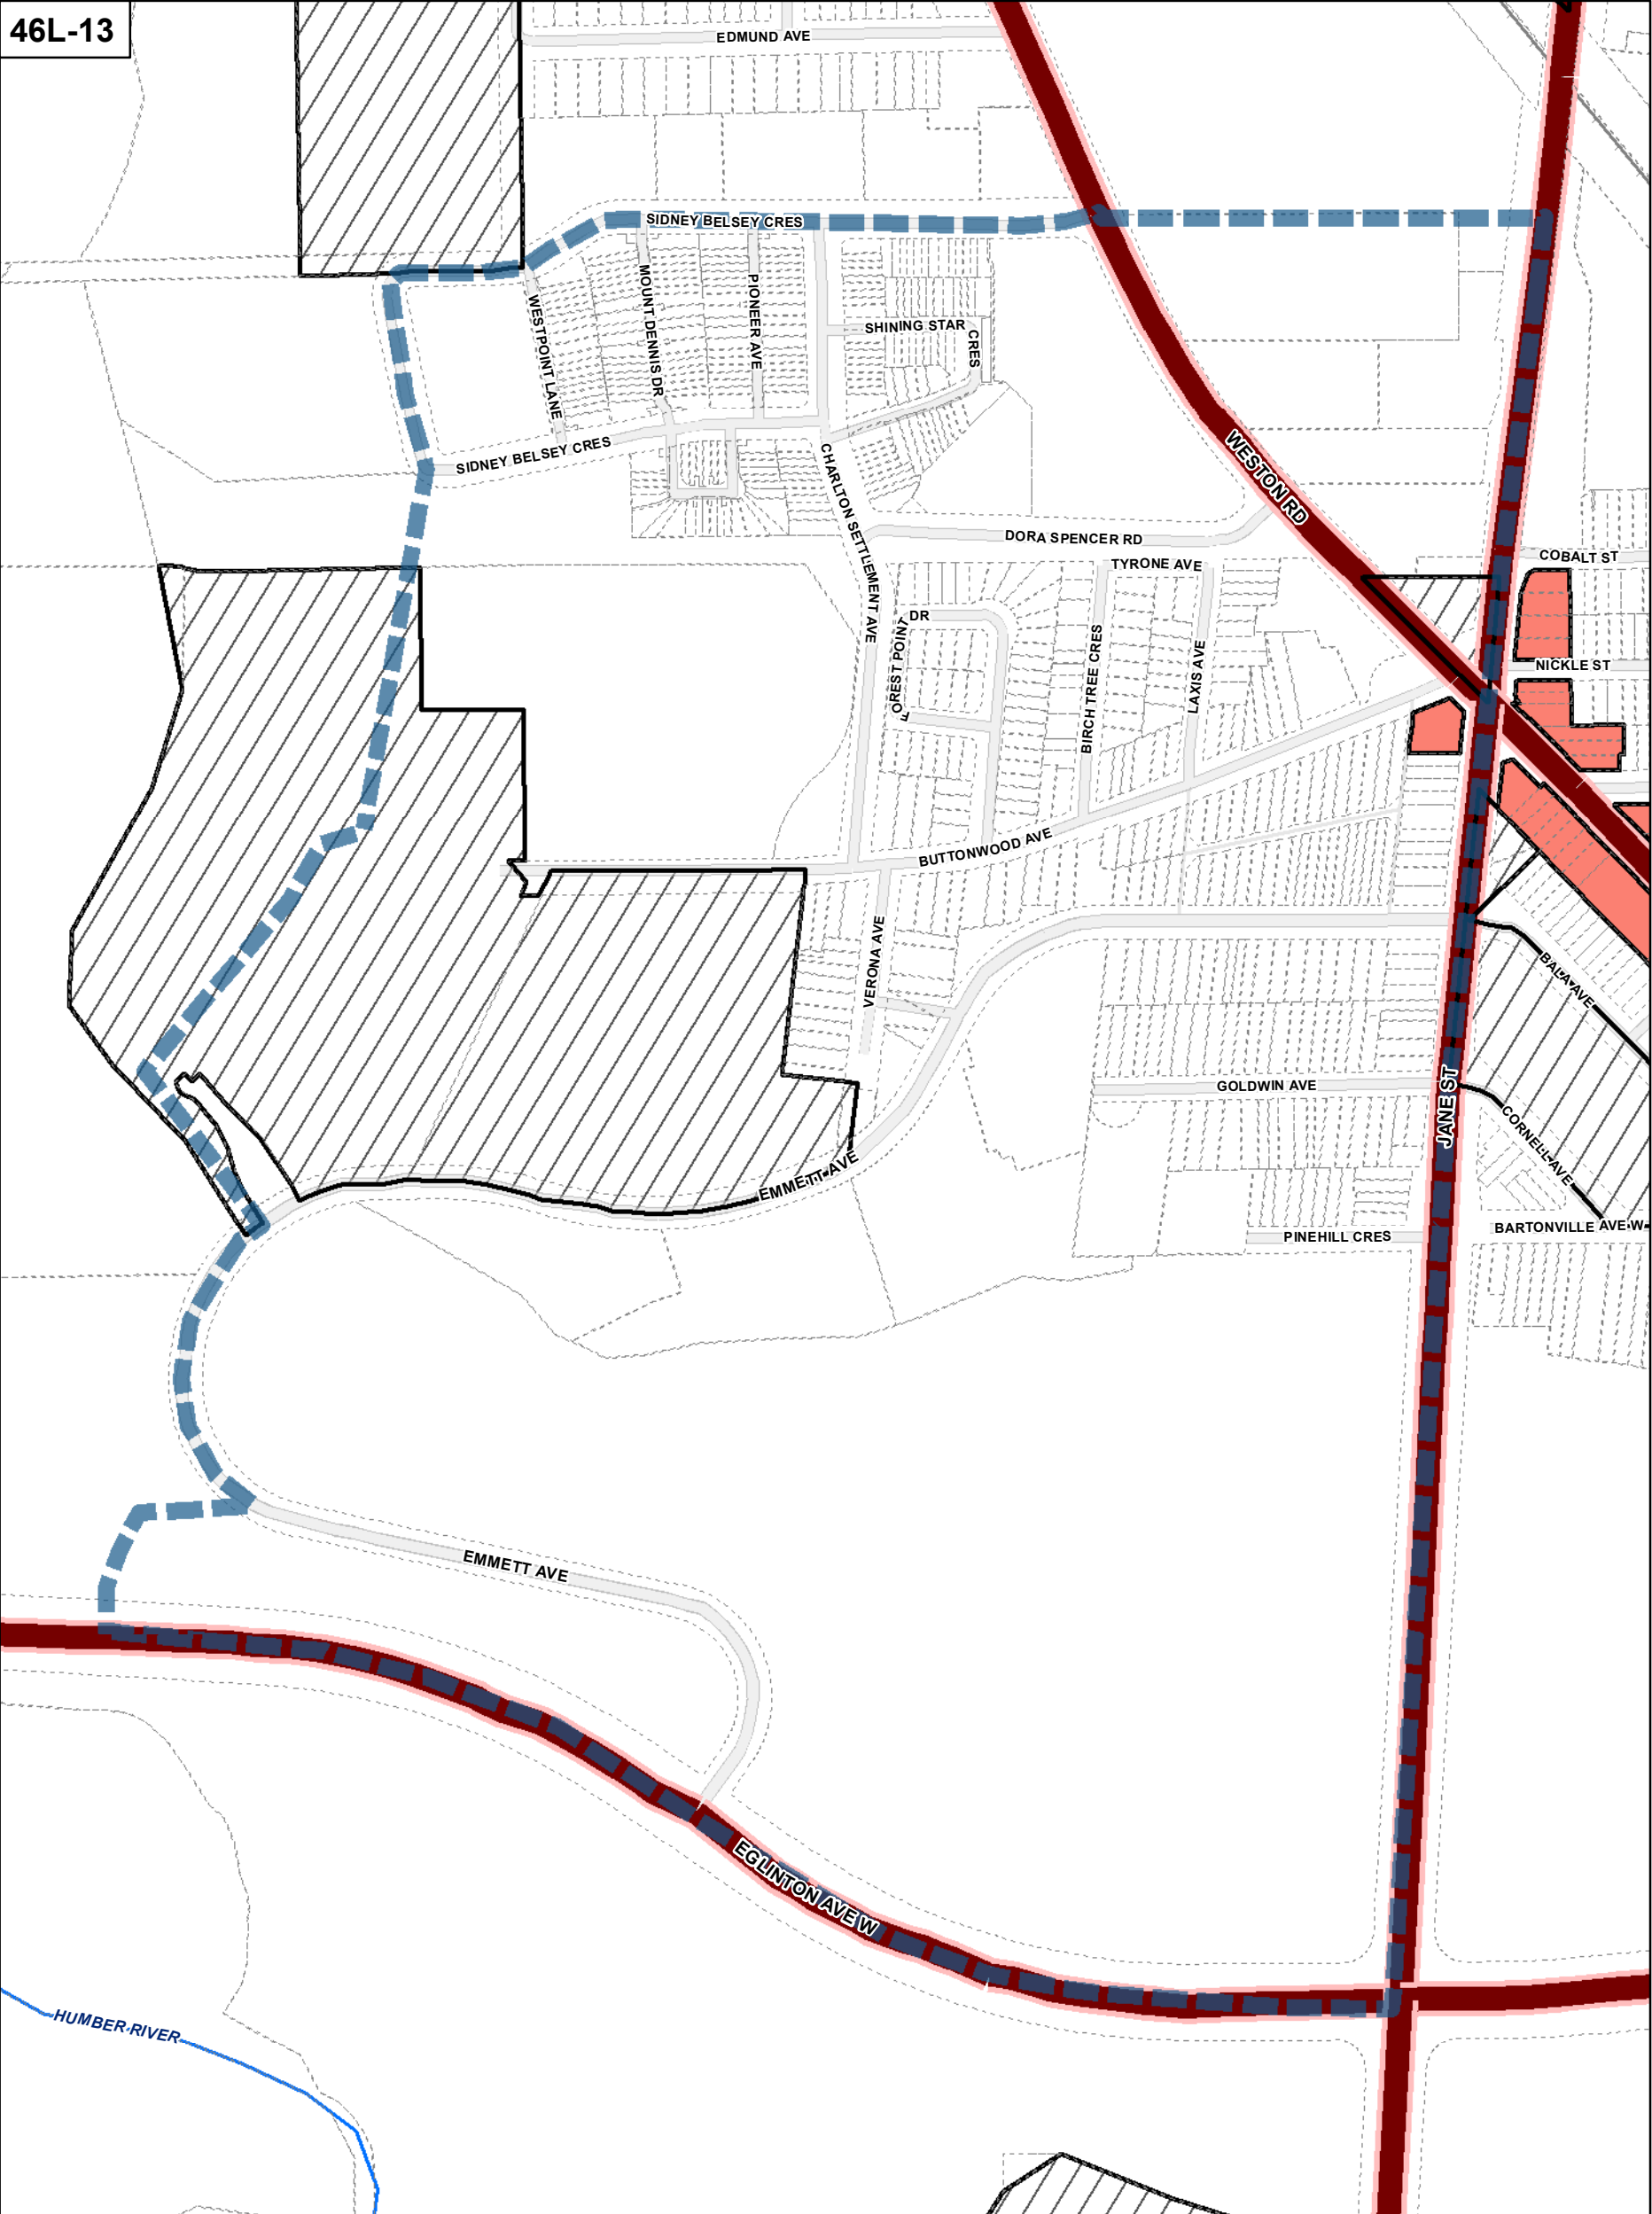 46L-13
EDMUND AVE
SIDNEY BELSEY CRES
WESTPOINT LANE
MOUNT DENNIS DR
PIONEER AVE
SHINING STAR
CRES
SIDNEY BELSEY CRES
CHARLTON SETTLEMENT AVE
WESTON RD
DORA SPENCER RD
TYRONE AVE
COBALT ST
FOREST POINT
DR
BIRCH TREE CRES
LAXIS AVE
NICKLE ST
BUTTONWOOD AVE
VERONA AVE
BALA AVE
GOLDWIN AVE
JANE ST
CORNELL AVE
EMMETT AVE
PINEHILL CRES
BARTONVILLE AVE W
EMMETT AVE
EGLINTON AVE W
HUMBER RIVER